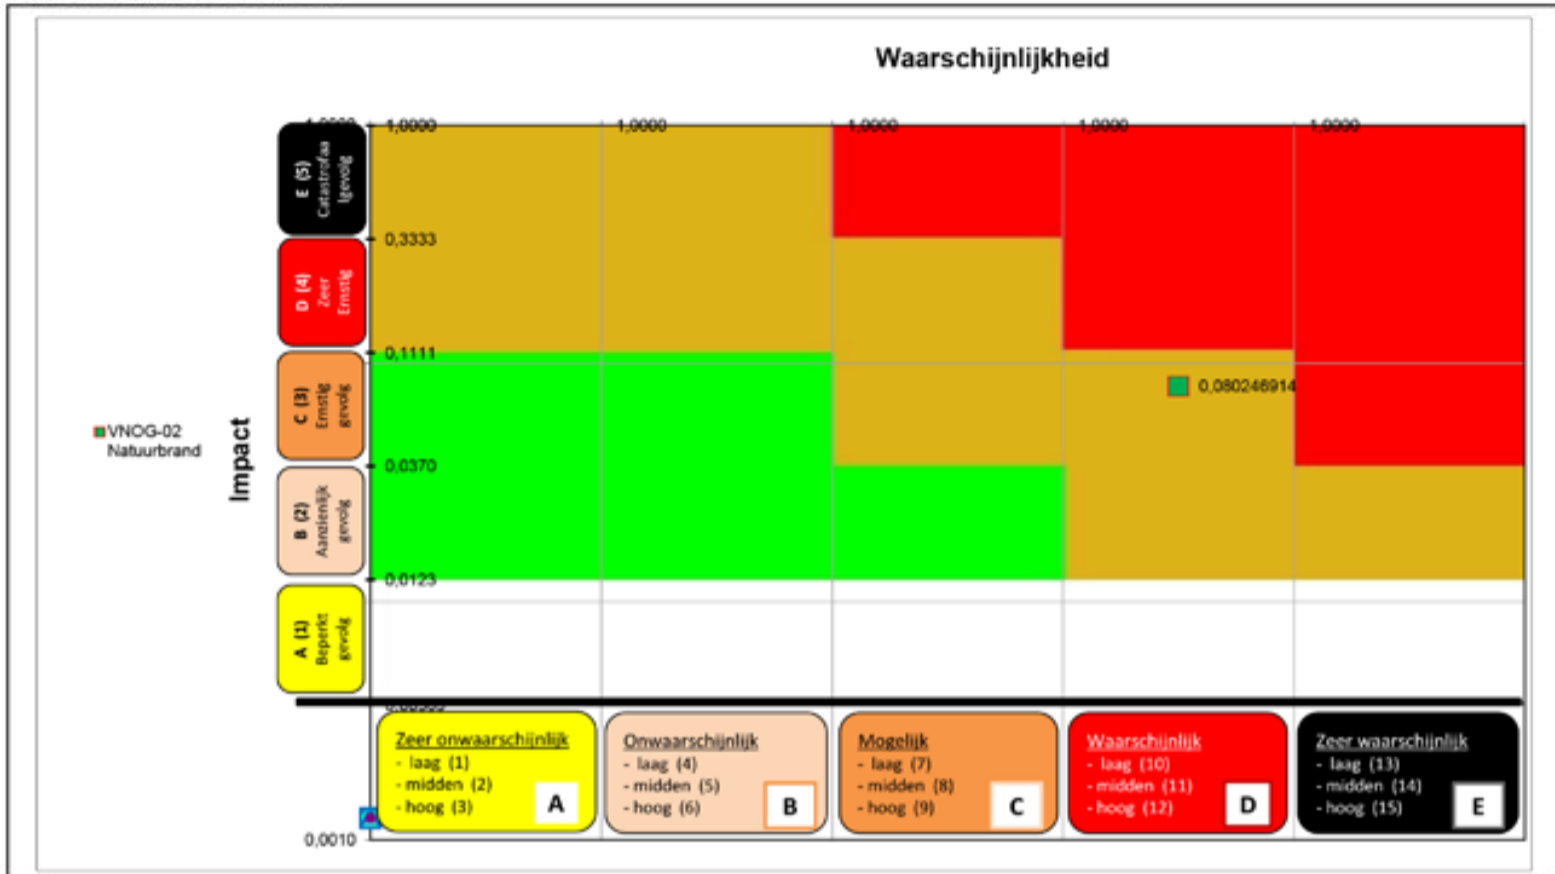 Waarschijnlijkheid
1,0000
1,0000
1,0000
1,0000
1,0000
E (5)
Catastrofaa
lgevolg
0,3333
D (4)
Zeer
Ernstig
0,1111
C (3)
Ernstig
gevolg
0,080246914
VNOG-02
Natuurbrand
Impact
0,0370
B (2)
Aanzienlijk
gevolg
0,0123
A (1)
Beperkt
gevolg
Zeer onwaarschijnlijk
- laag (1)
- midden (2)
- hoog (3)
A
Onwaarschijnlijk
- laag (4)
- midden (5)
- hoog (6)
B
Mogelijk
- laag (7)
- midden (8)
- hoog (9)
C
Waarschijnlijk
- laag (10)
- midden (11)
- hoog (12)
D
Zeer waarschijnlijk
- laag (13)
- midden (14)
- hoog (15)
E
0,0010